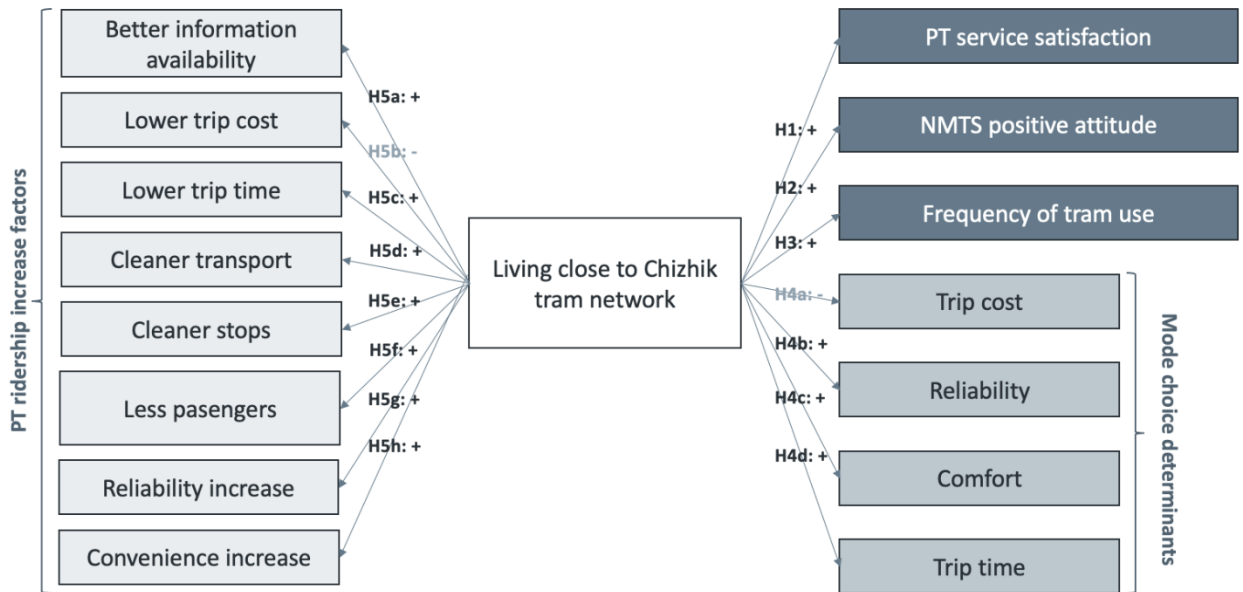 PT ridership increase factors
Better information
availability
Lower trip cost
Lower trip time
Cleaner transport
Cleaner stops
Less pasengers
Reliability increase
Convenience increase
H5a: +
H5b: -
H5c: +
H5d: +
H5e: +
H5f: +
H5g: +
H5h: +
Living close to Chizhik
tram network
H1: +
H2: +
H3: +
H4a: -
H4b: +
H4c: +
H4d: +
PT service satisfaction
NMTS positive attitude
Frequency of tram use
Trip cost
Reliability
Comfort
Trip time
Mode choice determinants